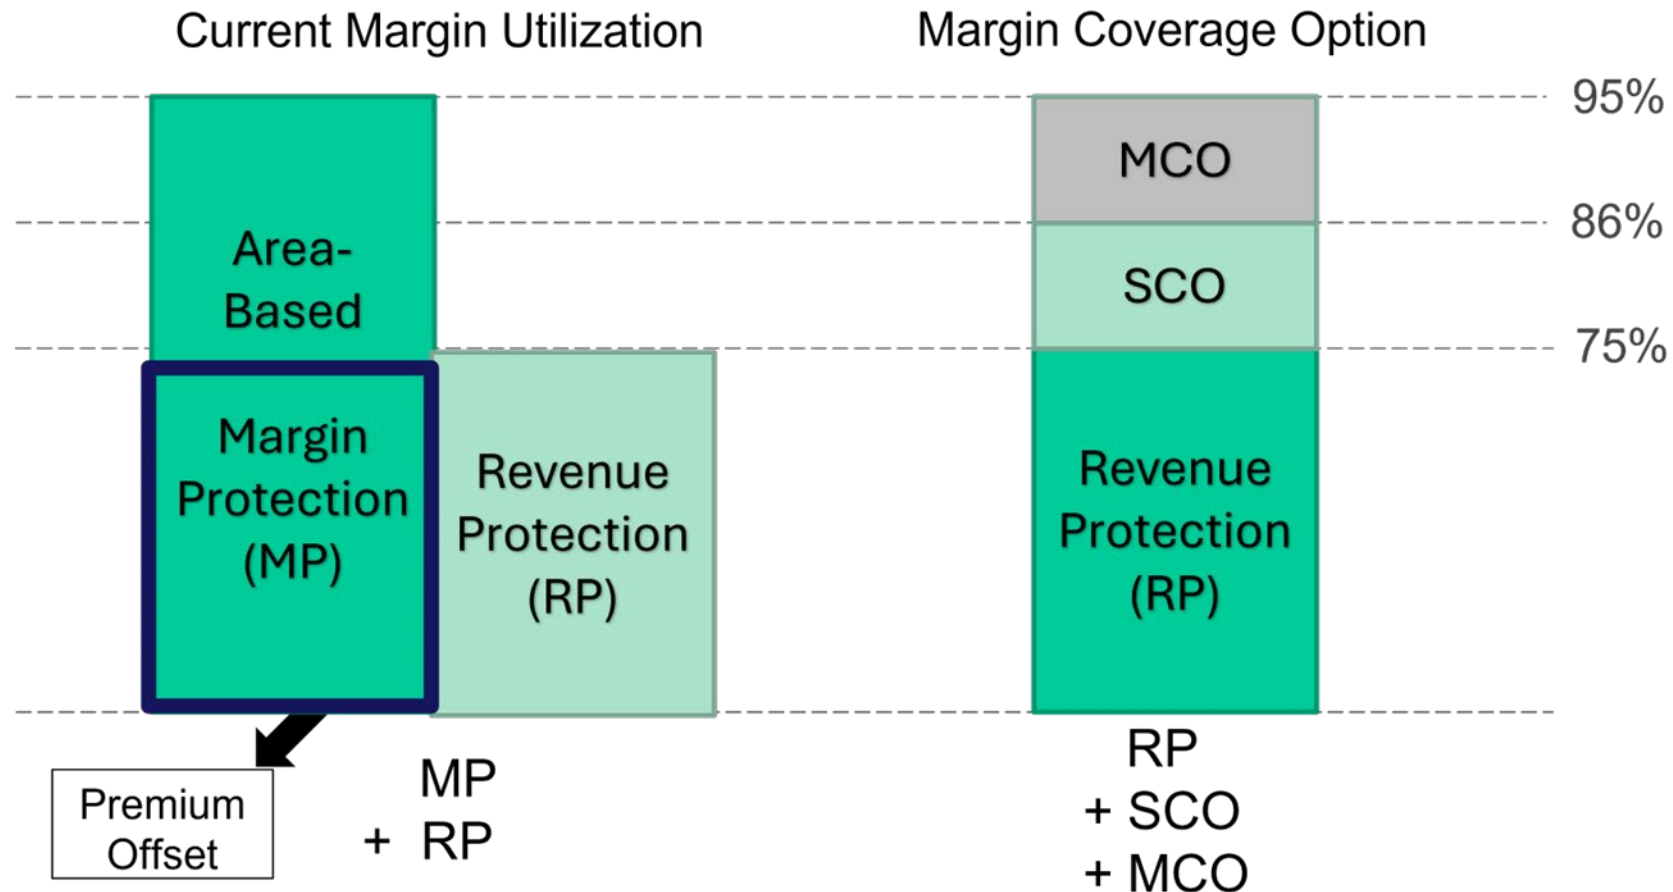 Current Margin Utilization
Margin Coverage Option
95%
86%
75%
Area-
Based
Margin
Protection
(MP)
Revenue
Protection
(RP)
Premium
Offset
MP
+ RP
MCO
SCO
Revenue
Protection
(RP)
RP
+ SCO
+ MCO